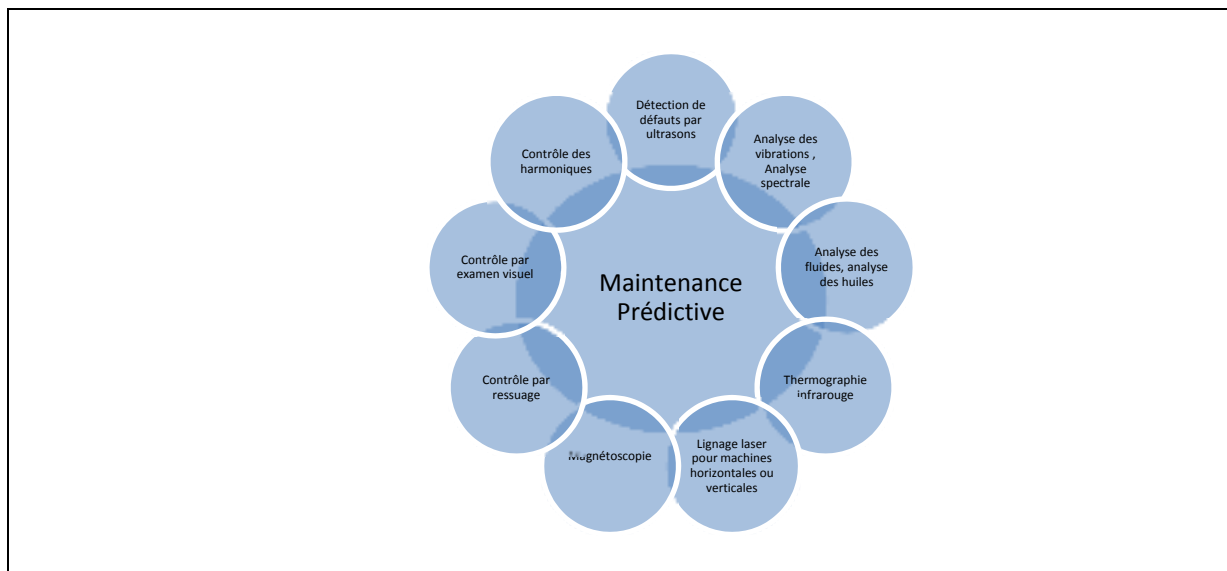 Détection de
défauts par
ultrasons
Analyse des
vibrations ,
Analyse
spectrale
Analyse des
fluides, analyse
des huiles
Thermographie
infrarouge
Lignage laser
pour machines
horizontales ou
verticales
Magnétoscopie
Contrôle par
ressuage
Contrôle par
examen visuel
Contrôle des
harmoniques
Maintenance
Prédictive